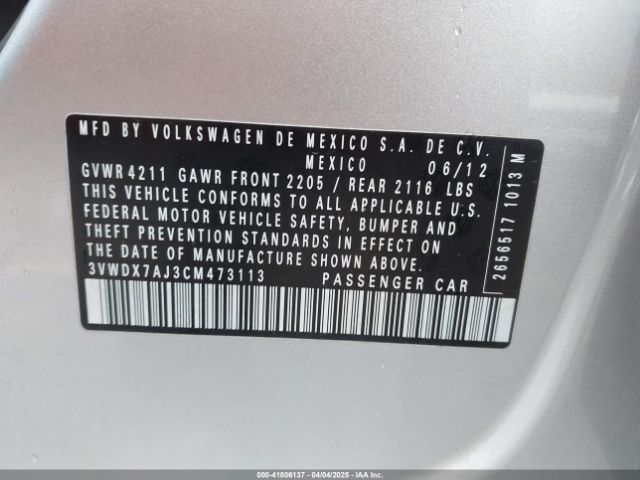 MFD BY VOLKSWAGEN DE MEXICO S.A. DE C.V.
MEXICO 06/12
GVWR 4211 GAWR FRONT 2205 / REAR 2116 LBS
THIS VEHICLE CONFORMS TO ALL APPLICABLE U.S.
FEDERAL MOTOR VEHICLE SAFETY, BUMPER AND
THEFT PREVENTION STANDARDS IN EFFECT ON
THE DATE OF MANUFACTURE SHOWN ABOVE.
3VWDX7AJ3CM473113 PASSENGER CAR
2656517 1013 M
000-41806137 - 04/04/2025 - IAAI.COM